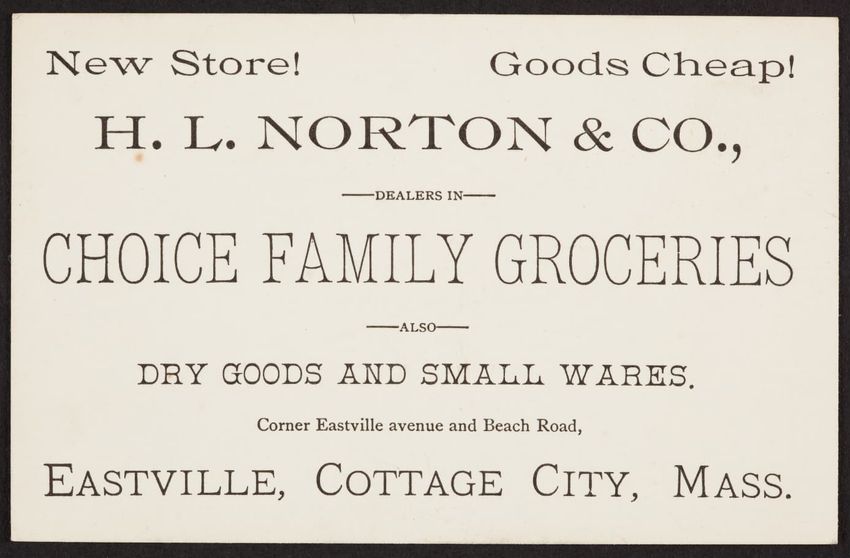 New Store! Goods Cheap!
H. L. NORTON & CO.,
—DEALERS IN—
CHOICE FAMILY GROCERIES
—ALSO—
DRY GOODS AND SMALL WARES.
Corner Eastville avenue and Beach Road,
EASTVILLE, COTTAGE CITY, MASS.